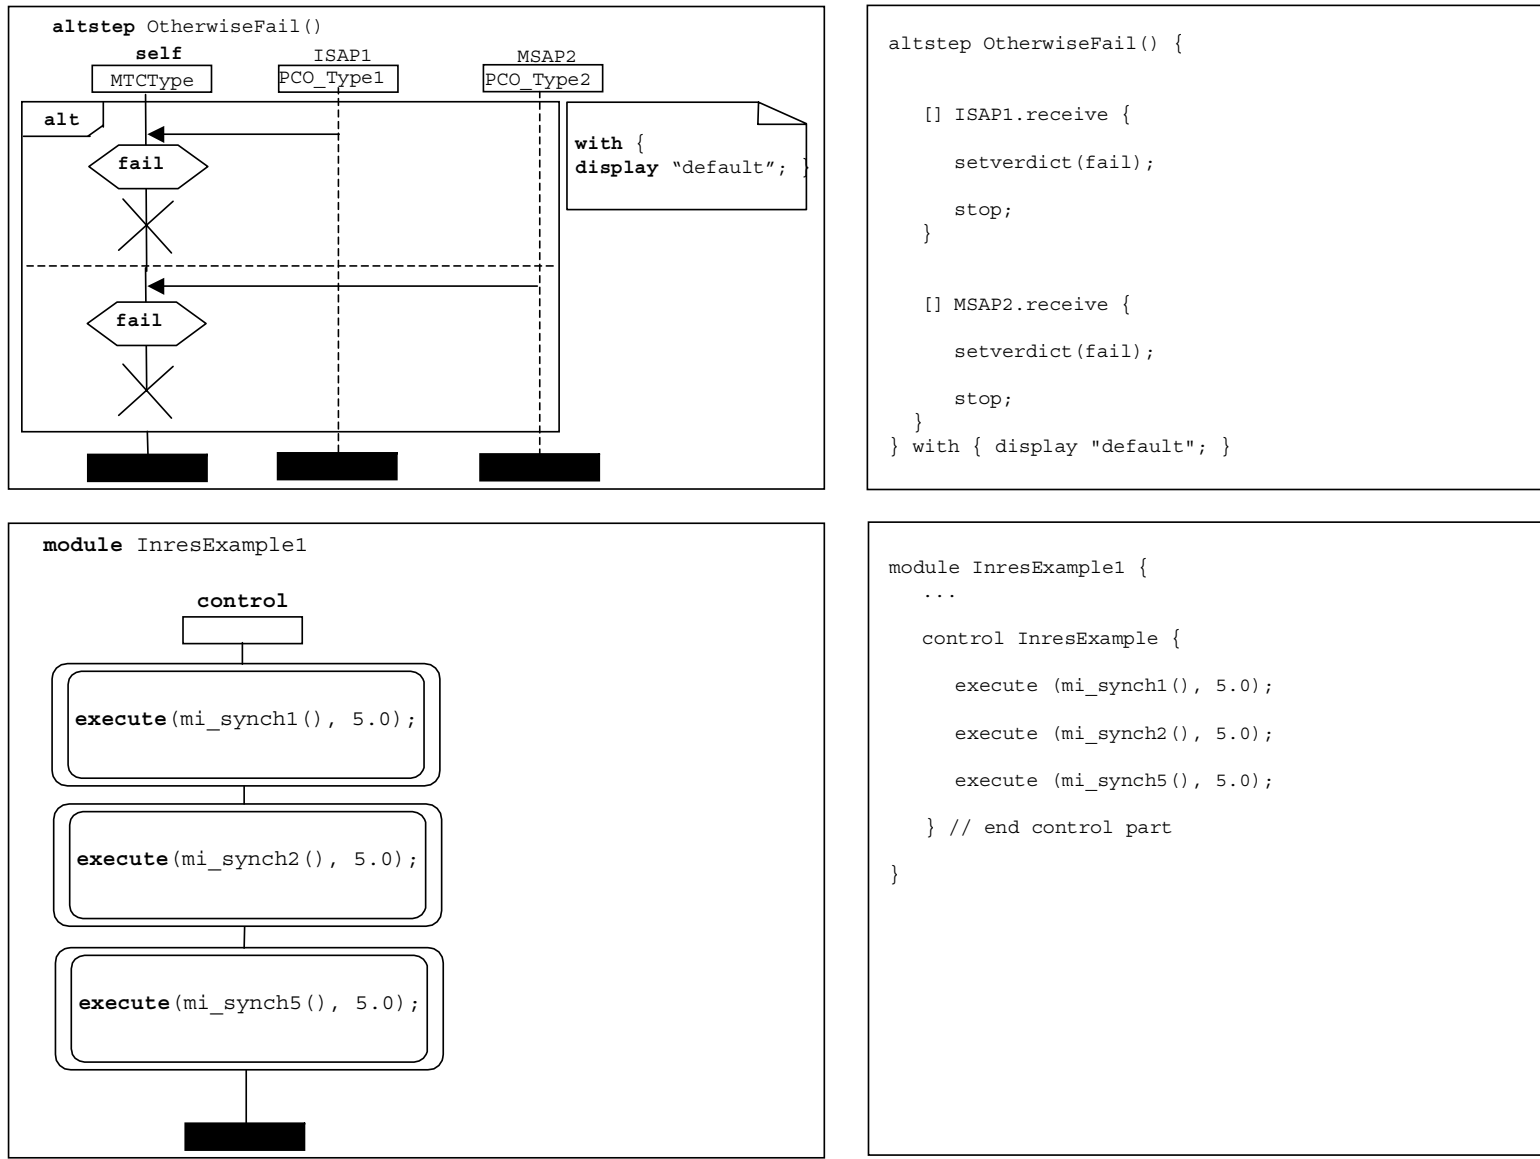 altstep OtherwiseFail()
self ISAP1 MSAP2
MTCType PCO_Type1 PCO_Type2
alt
fail
with {
display “default”; }
fail
altstep OtherwiseFail() {
[] ISAP1.receive {
setverdict(fail);
stop;
}
[] MSAP2.receive {
setverdict(fail);
stop;
}
} with { display "default"; }
module InresExample1
control
execute(mi_synch1(), 5.0);
execute(mi_synch2(), 5.0);
execute(mi_synch5(), 5.0);
module InresExample1 {
...
control InresExample {
execute (mi_synch1(), 5.0);
execute (mi_synch2(), 5.0);
execute (mi_synch5(), 5.0);
} // end control part
}